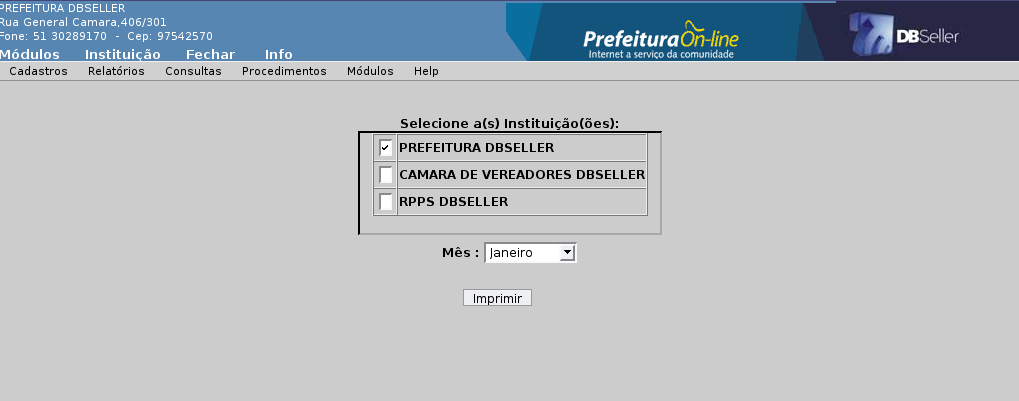 PREFEITURA DBSELLER
Rua General Camara,406/301
Fone: 51 30289170 - Cep: 97542570
Módulos Instituição Fechar Info
Prefeitura On-line
Internet a serviço da comunidade
DBSeller
Cadastros Relatórios Consultas Procedimentos Módulos Help
Selecione a(s) Instituição(ões):
PREFEITURA DBSELLER
CAMARA DE VEREADORES DBSELLER
RPPS DBSELLER
Mês : Janeiro
Imprimir